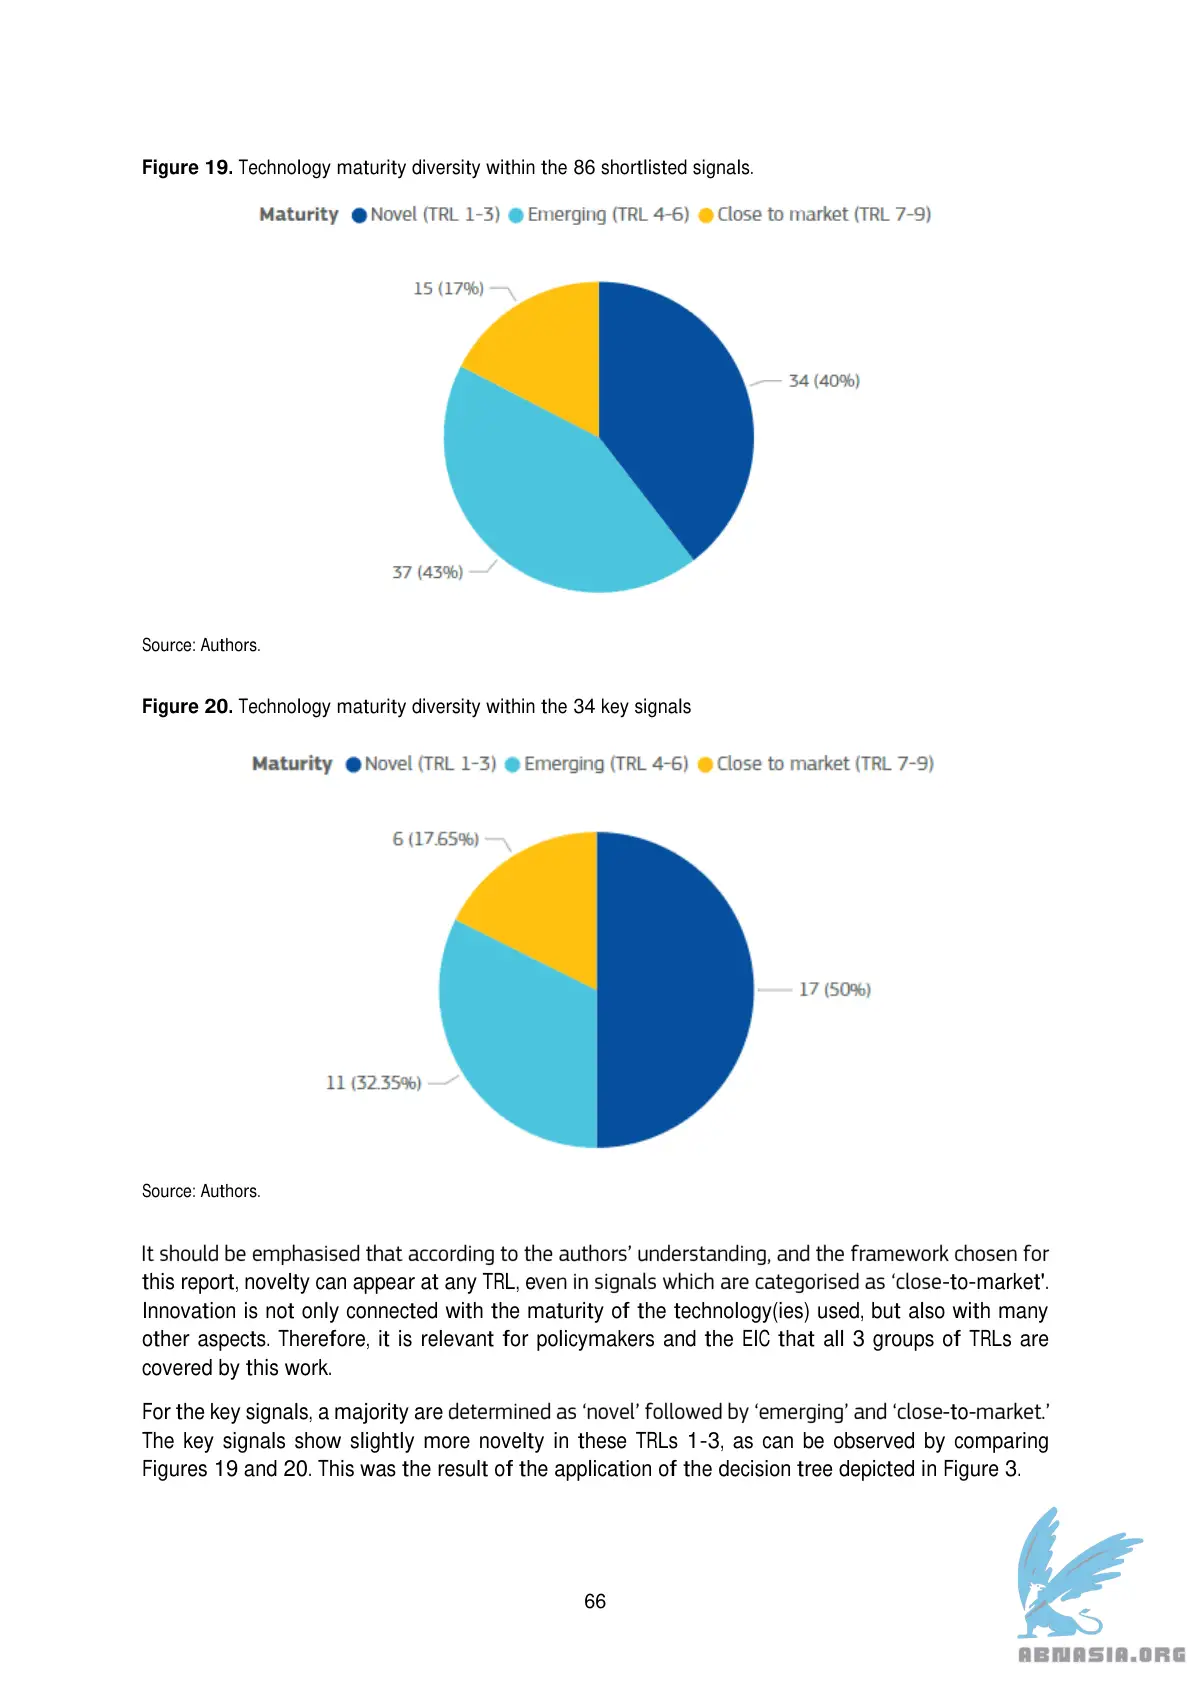 Figure 19. Technology maturity diversity within the 86 shortlisted signals.
Maturity Novel (TRL 1-3) Emerging (TRL 4-6) Close to market (TRL 7-9)
15 (17%)
34 (40%)
37 (43%)
Source: Authors.
Figure 20. Technology maturity diversity within the 34 key signals
Maturity Novel (TRL 1-3) Emerging (TRL 4-6) Close to market (TRL 7-9)
6 (17.65%)
17 (50%)
11 (32.35%)
Source: Authors.
It should be emphasised that according to the authors’ understanding, and the framework chosen for
this report, novelty can appear at any TRL, even in signals which are categorised as ‘close-to-market'.
Innovation is not only connected with the maturity of the technology(ies) used, but also with many
other aspects. Therefore, it is relevant for policymakers and the EIC that all 3 groups of TRLs are
covered by this work.
For the key signals, a majority are determined as ‘novel’ followed by ‘emerging’ and ‘close-to-market.’
The key signals show slightly more novelty in these TRLs 1-3, as can be observed by comparing
Figures 19 and 20. This was the result of the application of the decision tree depicted in Figure 3.
66
ABNASIA.ORG